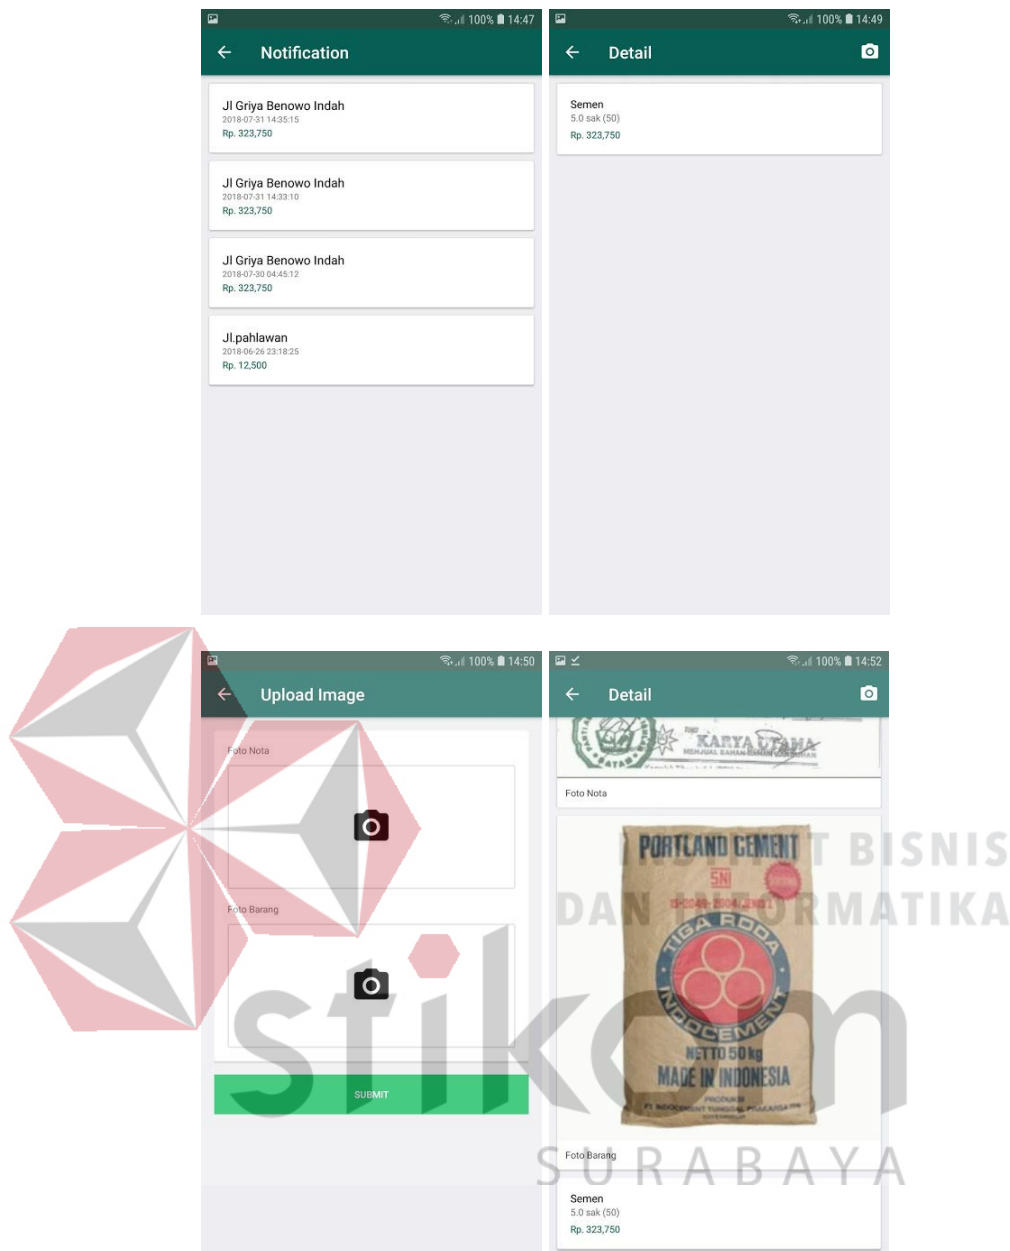 100% 14:47
Notification
Jl Griya Benowo Indah
2018-07-31 14:35:15
Rp. 323,750
Jl Griya Benowo Indah
2018-07-31 14:33:10
Rp. 323,750
Jl Griya Benowo Indah
2018-07-30 04:45:12
Rp. 323,750
Jl.pahlawan
2018-06-26 23:18:25
Rp. 12,500
100% 14:49
Detail
Semen
5.0 sak (50)
Rp. 323,750
100% 14:50
Upload Image
Foto Nota
Foto Barang
SUBMIT
100% 14:52
Detail
KARYA UTAMA
Foto Nota
PORTLAND CEMENT
SNI
TIGA RODA
INDOCEMENT
NETTO 50 kg
MADE IN INDONESIA
PRODUKSI
Foto Barang
Semen
5.0 sak (50)
Rp. 323,750
INSTITUT BISNIS
DAN INFORMATIKA
stikom
SURABAYA